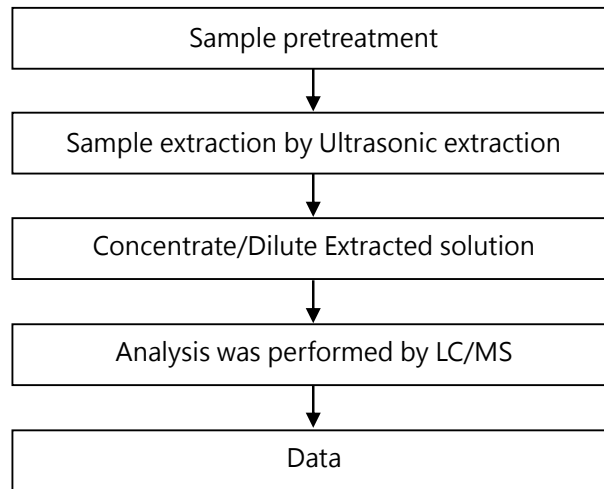 Sample pretreatment
Sample extraction by Ultrasonic extraction
Concentrate/Dilute Extracted solution
Analysis was performed by LC/MS
Data